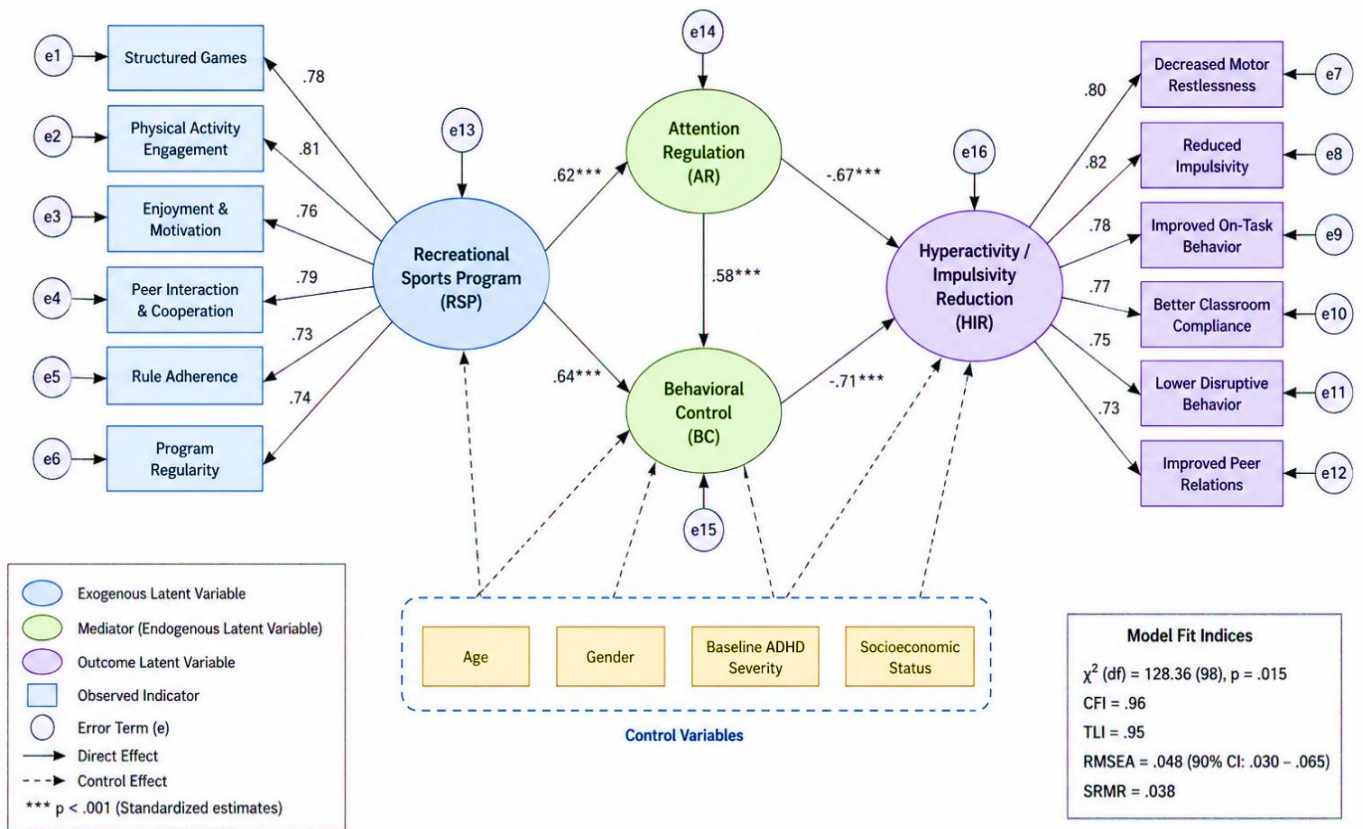 e1
Structured Games
.78
e2
Physical Activity
Engagement
.81
e3
Enjoyment &
Motivation
.76
e4
Peer Interaction
& Cooperation
.79
e5
Rule Adherence
.73
e6
Program
Regularity
.74
e13
Recreational
Sports Program
(RSP)
.62***
.64***
e14
Attention
Regulation
(AR)
.58***
Behavioral
Control
(BC)
e15
-.67***
-.71***
e16
Hyperactivity /
Impulsivity
Reduction
(HIR)
.80
Decreased Motor
Restlessness
e7
.82
Reduced
Impulsivity
e8
.78
Improved On-Task
Behavior
e9
.77
Better Classroom
Compliance
e10
.75
Lower Disruptive
Behavior
e11
.73
Improved Peer
Relations
e12
Exogenous Latent Variable
Mediator (Endogenous Latent Variable)
Outcome Latent Variable
Observed Indicator
Error Term (e)
Direct Effect
Control Effect
*** p < .001 (Standardized estimates)
Age
Gender
Baseline ADHD
Severity
Socioeconomic
Status
Control Variables
Model Fit Indices
χ² (df) = 128.36 (98), p = .015
CFI = .96
TLI = .95
RMSEA = .048 (90% CI: .030 – .065)
SRMR = .038